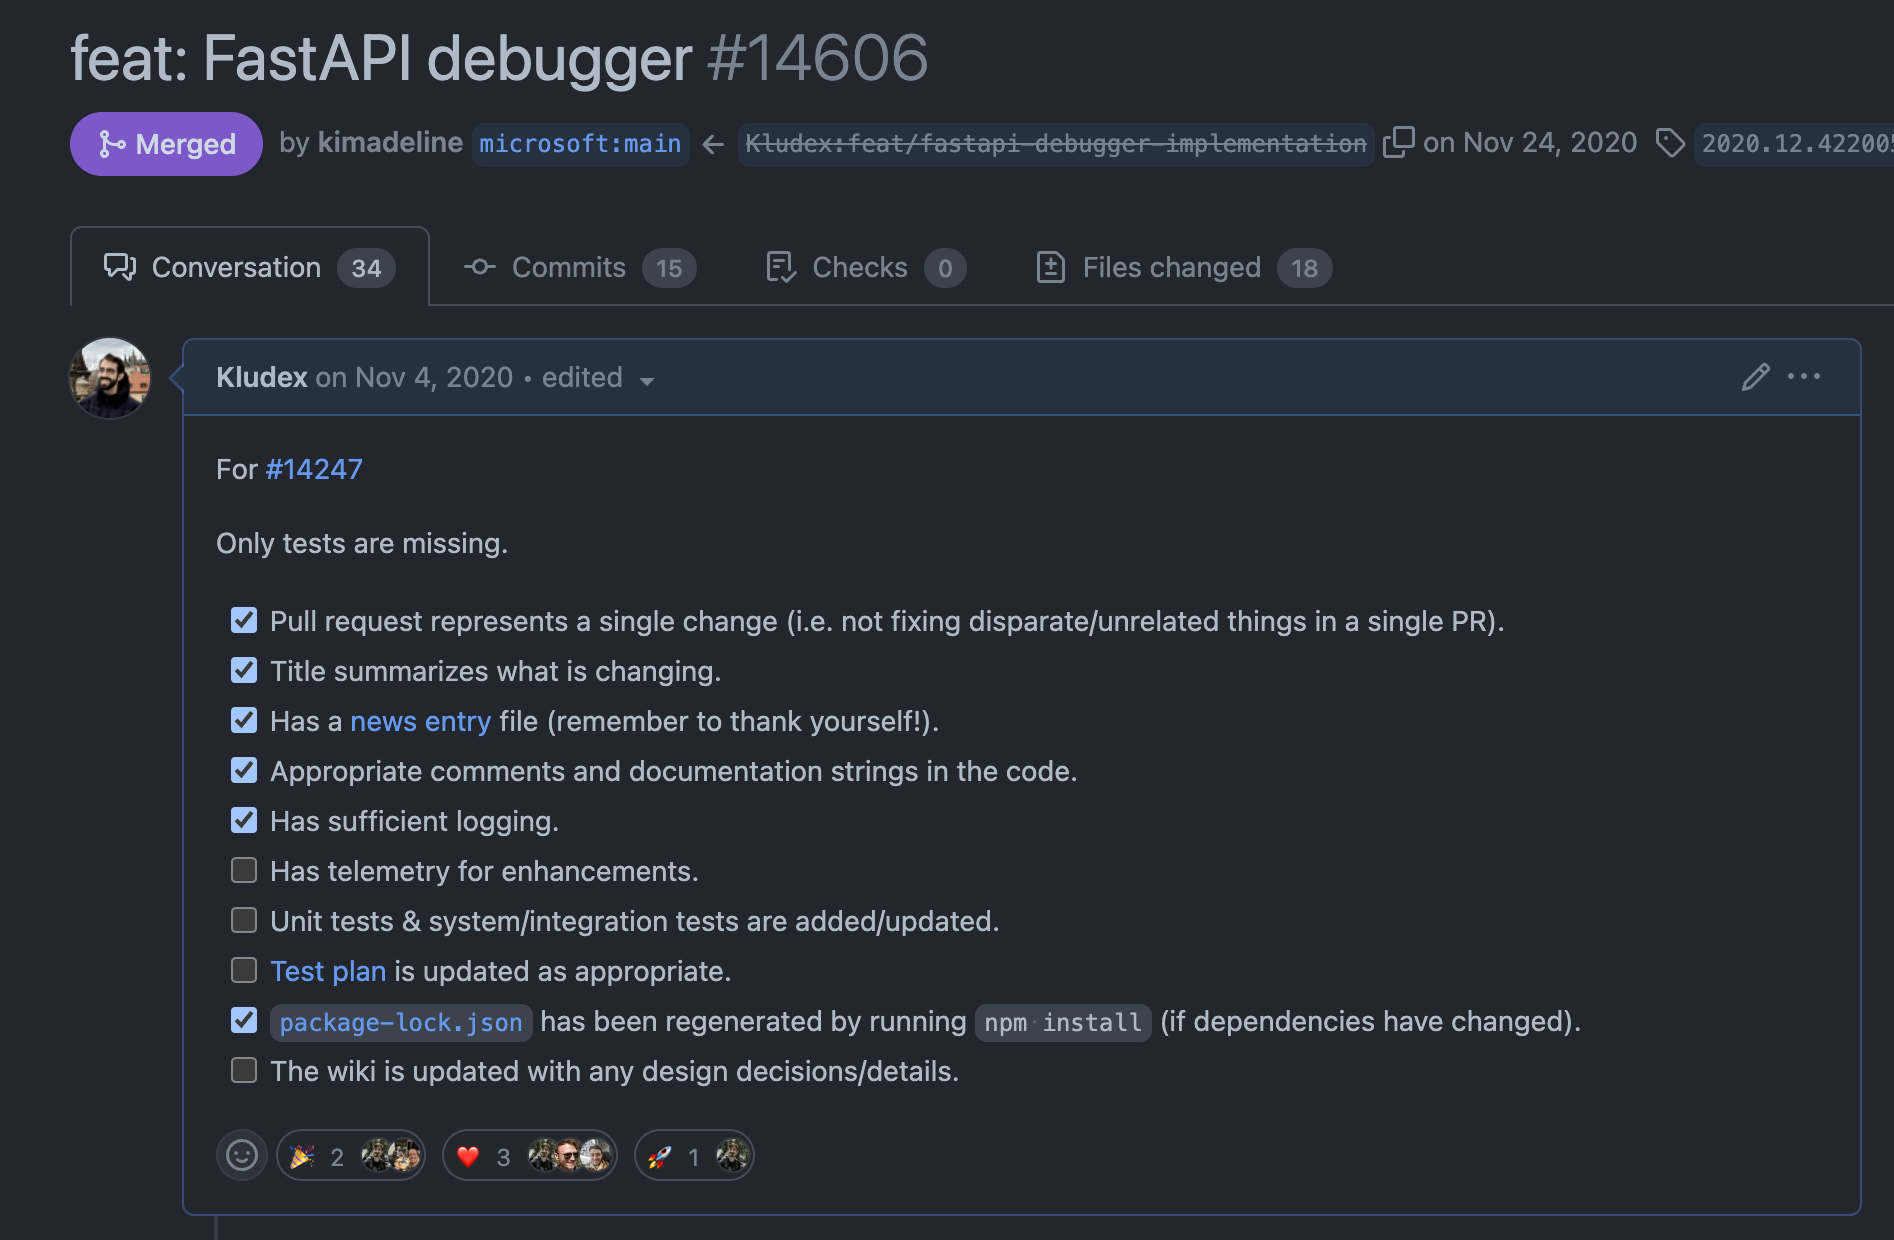 feat: FastAPI debugger #14606
Merged by kimadeline microsoft:main ← Kludex:feat/fastapi-debugger-implementation on Nov 24, 2020 2020.12.42200
Conversation 34 Commits 15 Checks 0 Files changed 18
Kludex on Nov 4, 2020 • edited
For #14247
Only tests are missing.
Pull request represents a single change (i.e. not fixing disparate/unrelated things in a single PR).
Title summarizes what is changing.
Has a news entry file (remember to thank yourself!).
Appropriate comments and documentation strings in the code.
Has sufficient logging.
Has telemetry for enhancements.
Unit tests & system/integration tests are added/updated.
Test plan is updated as appropriate.
package-lock.json has been regenerated by running npm install (if dependencies have changed).
The wiki is updated with any design decisions/details.
2 3 1